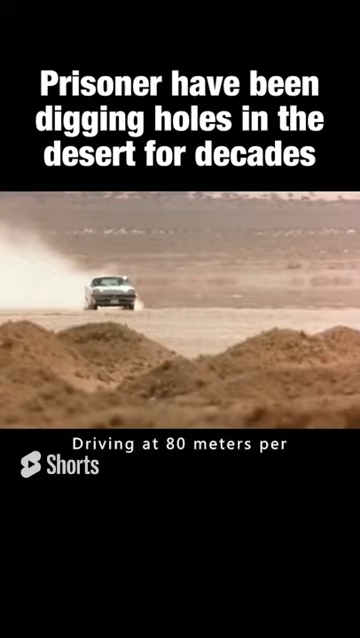 Prisoner have been
digging holes in the
desert for decades
Driving at 80 meters per
Shorts